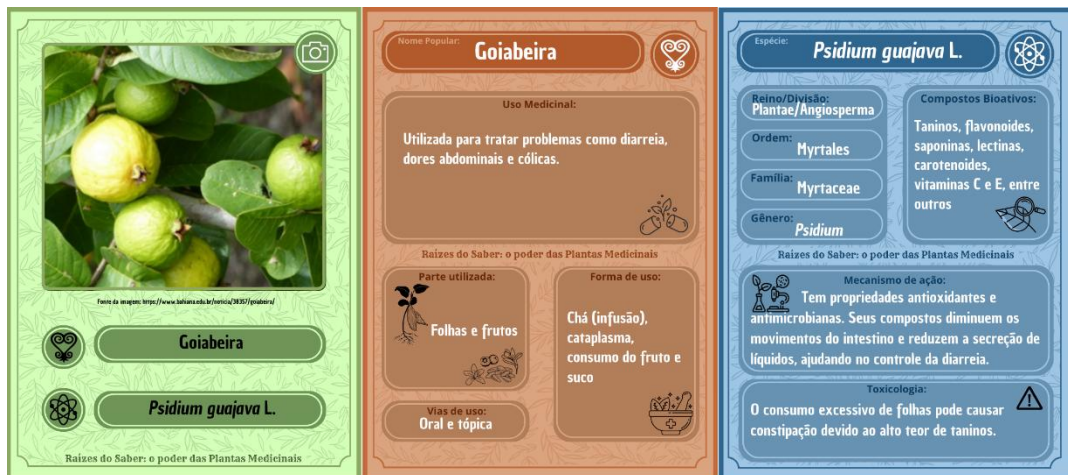 Fonte da imagem: https://www.bahiana.edu.br/noticia/38357/goiabeira/
Goiabeira
Psidium guajava L.
Raízes do Saber: o poder das Plantas Medicinais
Nome Popular:
Goiabeira
Uso Medicinal:
Utilizada para tratar problemas como diarreia,
dores abdominais e cólicas.
Raízes do Saber: o poder das Plantas Medicinais
Parte utilizada:
Folhas e frutos
Vias de uso:
Oral e tópica
Forma de uso:
Chá (infusão),
cataplasma,
consumo do fruto e
suco
Espécie:
Psidium guajava L.
Reino/Divisão:
Plantae/Angiosperma
Ordem:
Myrtales
Família:
Myrtaceae
Gênero:
Psidium
Compostos Bioativos:
Taninos, flavonoides,
saponinas, lectinas,
carotenoides,
vitaminas C e E, entre
outros
Raízes do Saber: o poder das Plantas Medicinais
Mecanismo de ação:
Tem propriedades antioxidantes e
antimicrobianas. Seus compostos diminuem os
movimentos do intestino e reduzem a secreção de
líquidos, ajudando no controle da diarreia.
Toxicologia:
O consumo excessivo de folhas pode causar
constipação devido ao alto teor de taninos.